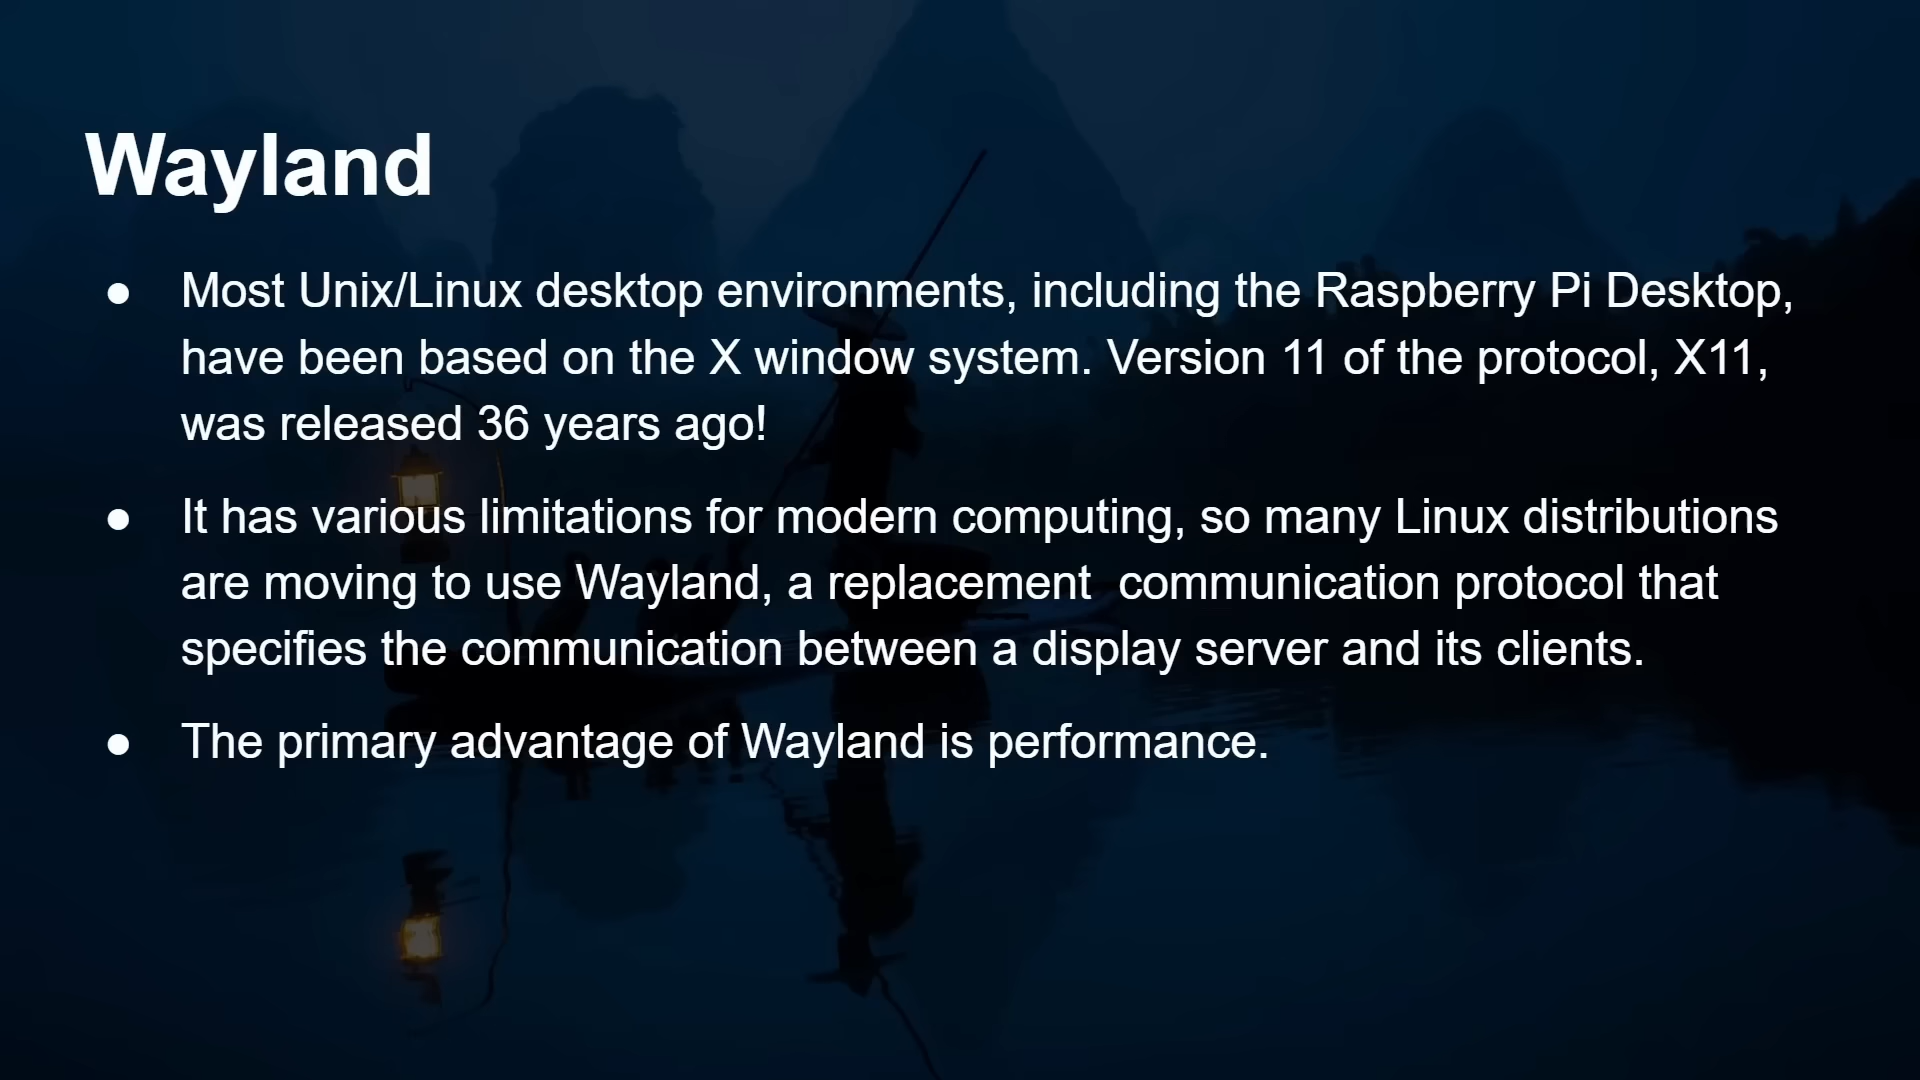 Wayland
● Most Unix/Linux desktop environments, including the Raspberry Pi Desktop,
have been based on the X window system. Version 11 of the protocol, X11,
was released 36 years ago!
● It has various limitations for modern computing, so many Linux distributions
are moving to use Wayland, a replacement  communication protocol that
specifies the communication between a display server and its clients.
● The primary advantage of Wayland is performance.